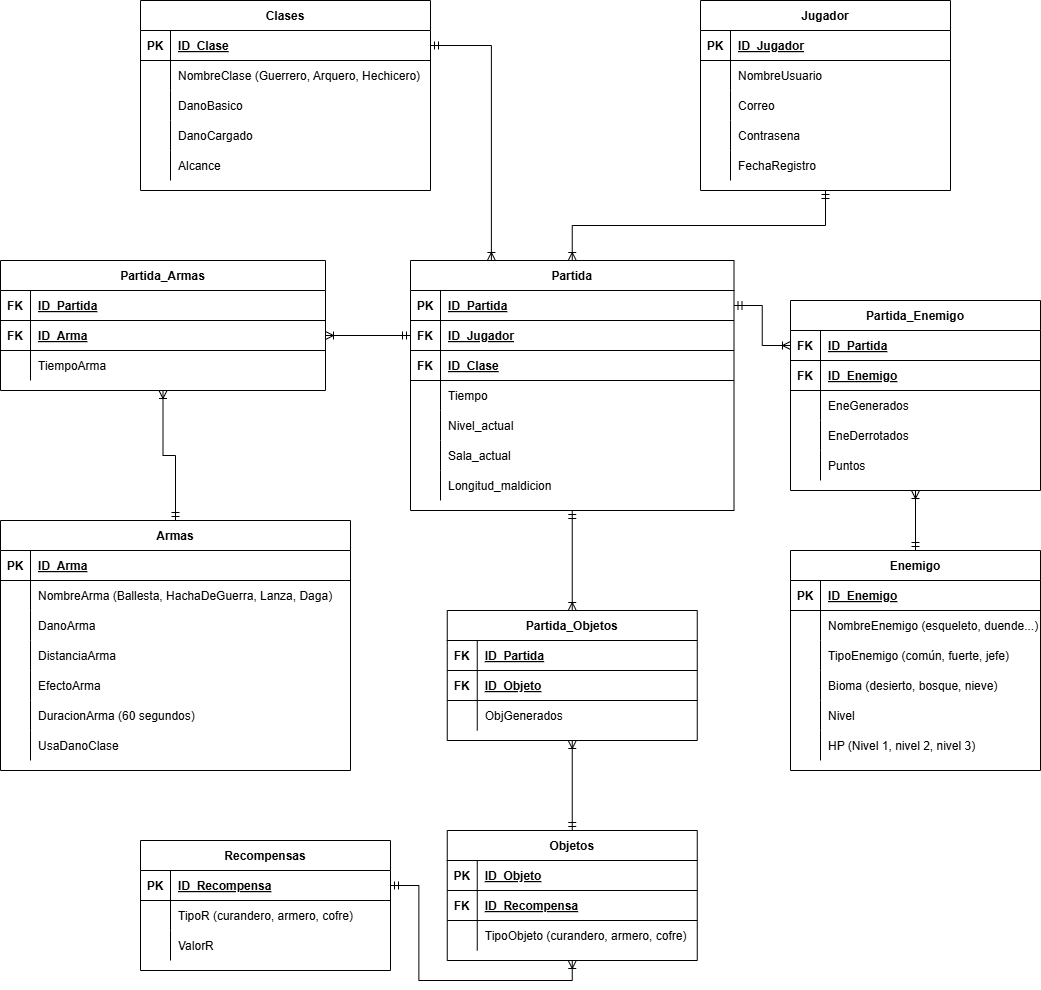 Clases
PK ID_Clase
NombreClase (Guerrero, Arquero, Hechicero)
DanoBasico
DanoCargado
Alcance
Jugador
PK ID_Jugador
NombreUsuario
Correo
Contrasena
FechaRegistro
Partida_Armas
FK ID_Partida
FK ID_Arma
TiempoArma
Partida
PK ID_Partida
FK ID_Jugador
FK ID_Clase
Tiempo
Nivel_actual
Sala_actual
Longitud_maldicion
Partida_Enemigo
FK ID_Partida
FK ID_Enemigo
EneGenerados
EneDerrotados
Puntos
Armas
PK ID_Arma
NombreArma (Ballesta, HachaDeGuerra, Lanza, Daga)
DanoArma
DistanciaArma
EfectoArma
DuracionArma (60 segundos)
UsaDanoClase
Partida_Objetos
FK ID_Partida
FK ID_Objeto
ObjGenerados
Enemigo
PK ID_Enemigo
NombreEnemigo (esqueleto, duende...)
TipoEnemigo (común, fuerte, jefe)
Bioma (desierto, bosque, nieve)
Nivel
HP (Nivel 1, nivel 2, nivel 3)
Recompensas
PK ID_Recompensa
TipoR (curandero, armero, cofre)
ValorR
Objetos
PK ID_Objeto
FK ID_Recompensa
TipoObjeto (curandero, armero, cofre)